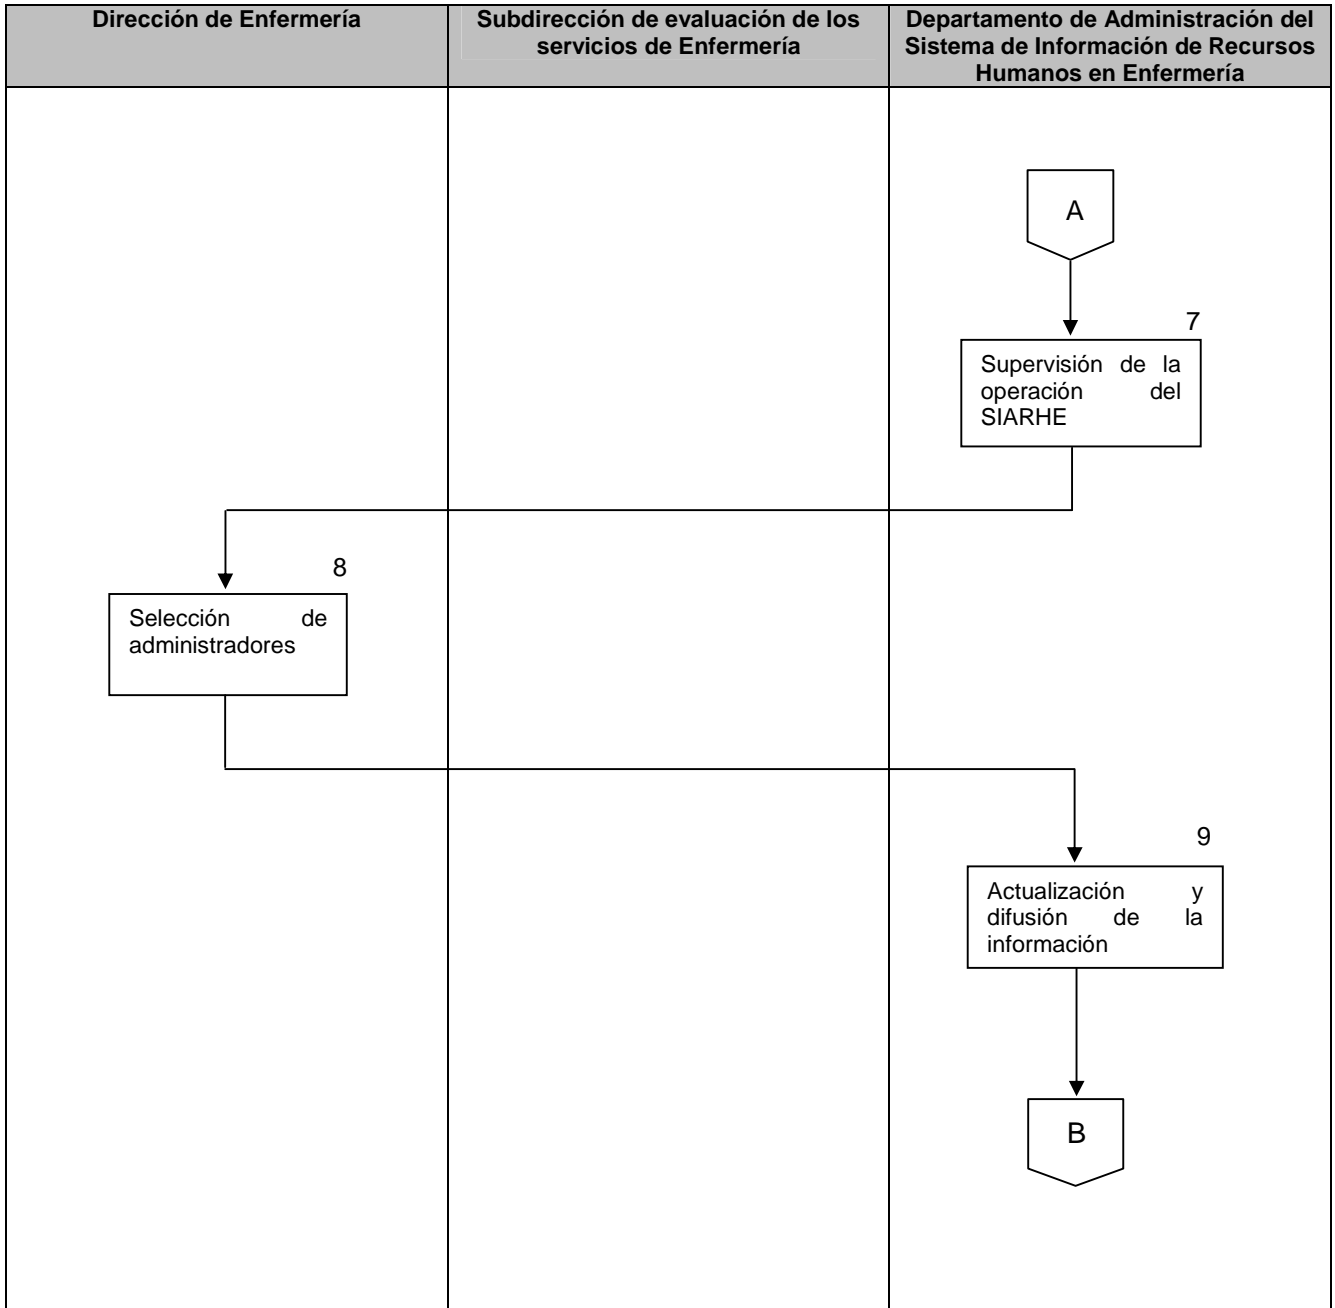 Dirección de Enfermería
Subdirección de evaluación de los
servicios de Enfermería
Departamento de Administración del
Sistema de Información de Recursos
Humanos en Enfermería
A
7
Supervisión de la
operación del
SIARHE
8
Selección de
administradores
9
Actualización y
difusión de la
información
B